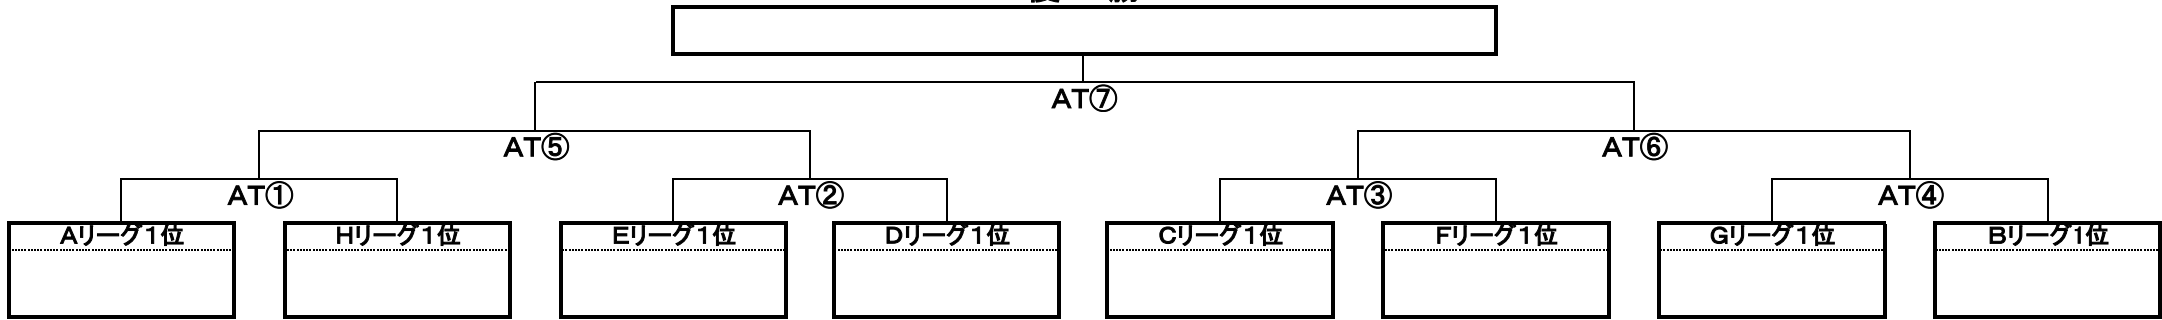 AT⑦
AT⑤ AT⑥
AT① AT② AT③ AT④
Aリーグ1位 Hリーグ1位 Eリーグ1位 Dリーグ1位 Cリーグ1位 Fリーグ1位 Gリーグ1位 Bリーグ1位